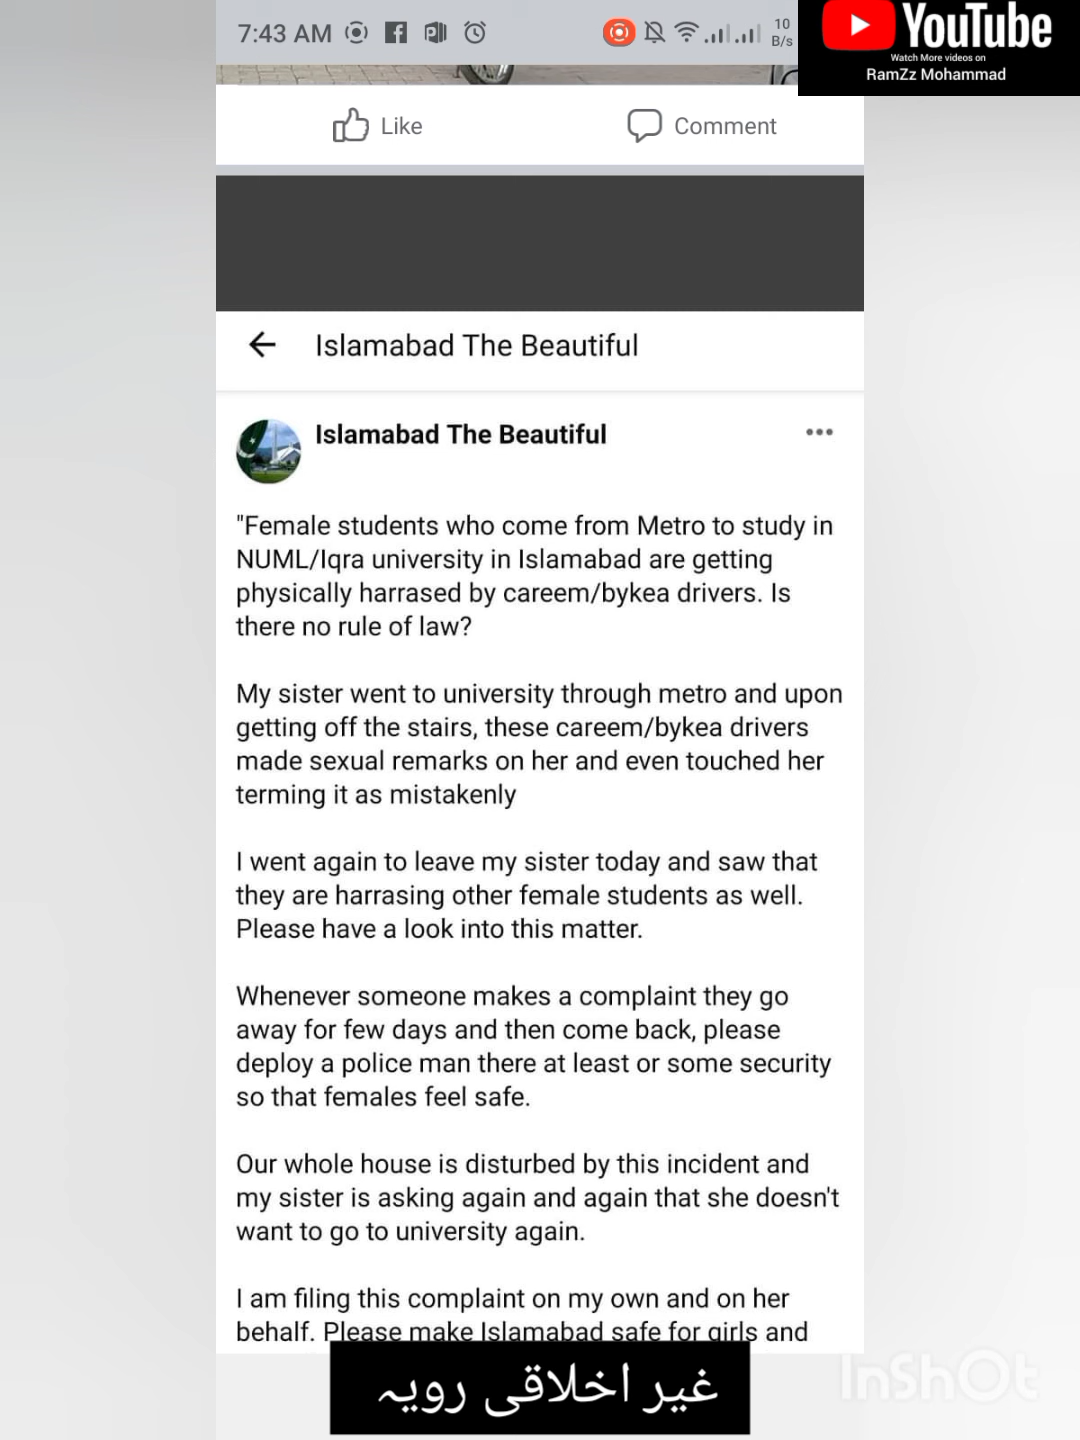 7:43 AM
10
B/s
YouTube
Watch More videos on
RamZz Mohammad
Like
Comment
Islamabad The Beautiful
Islamabad The Beautiful
"Female students who come from Metro to study in
NUML/Iqra university in Islamabad are getting
physically harrased by careem/bykea drivers. Is
there no rule of law?
My sister went to university through metro and upon
getting off the stairs, these careem/bykea drivers
made sexual remarks on her and even touched her
terming it as mistakenly
I went again to leave my sister today and saw that
they are harrasing other female students as well.
Please have a look into this matter.
Whenever someone makes a complaint they go
away for few days and then come back, please
deploy a police man there at least or some security
so that females feel safe.
Our whole house is disturbed by this incident and
my sister is asking again and again that she doesn't
want to go to university again.
I am filing this complaint on my own and on her
behalf. Please make Islamabad safe for girls and
غیر اخلاقی رویہ
InShOt